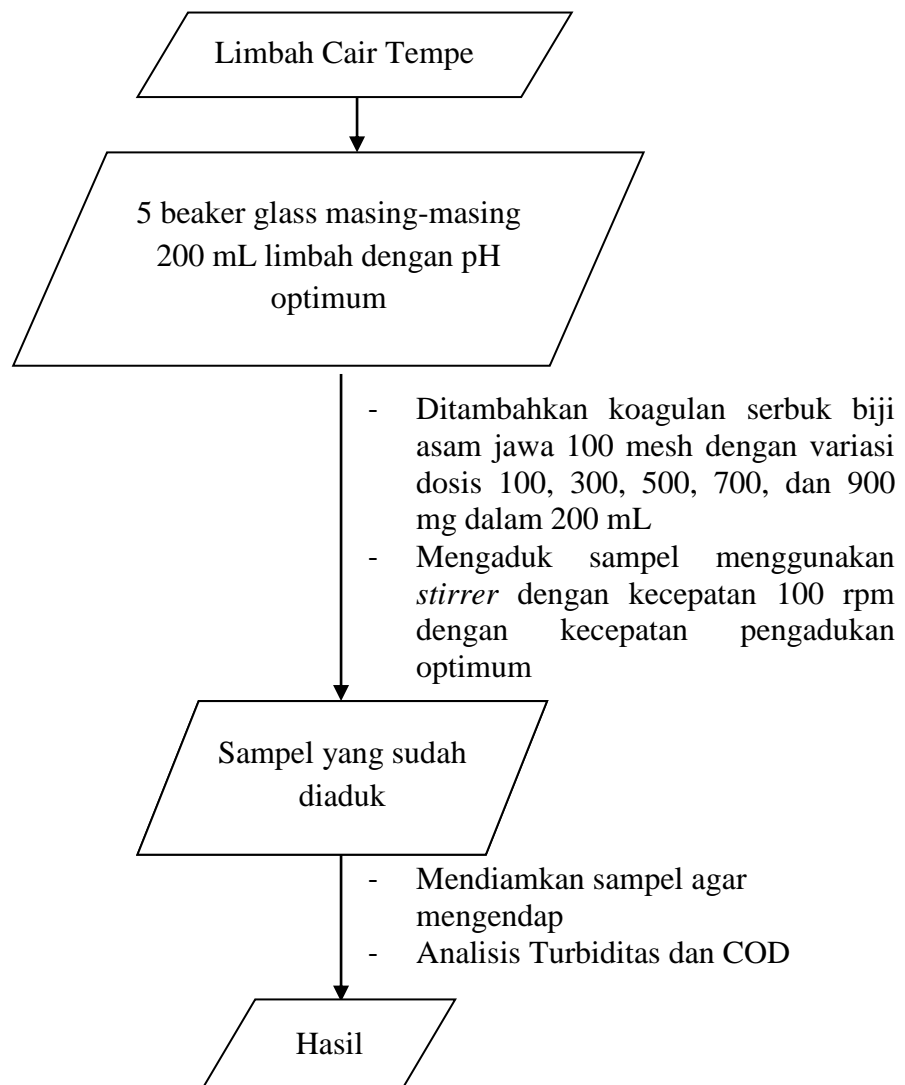 Limbah Cair Tempe
5 beaker glass masing-masing
200 mL limbah dengan pH
optimum
- Ditambahkan koagulan serbuk biji
asam jawa 100 mesh dengan variasi
dosis 100, 300, 500, 700, dan 900
mg dalam 200 mL
- Mengaduk sampel menggunakan
stirrer dengan kecepatan 100 rpm
dengan kecepatan pengadukan
optimum
Sampel yang sudah
diaduk
- Mendiamkan sampel agar
mengendap
- Analisis Turbiditas dan COD
Hasil